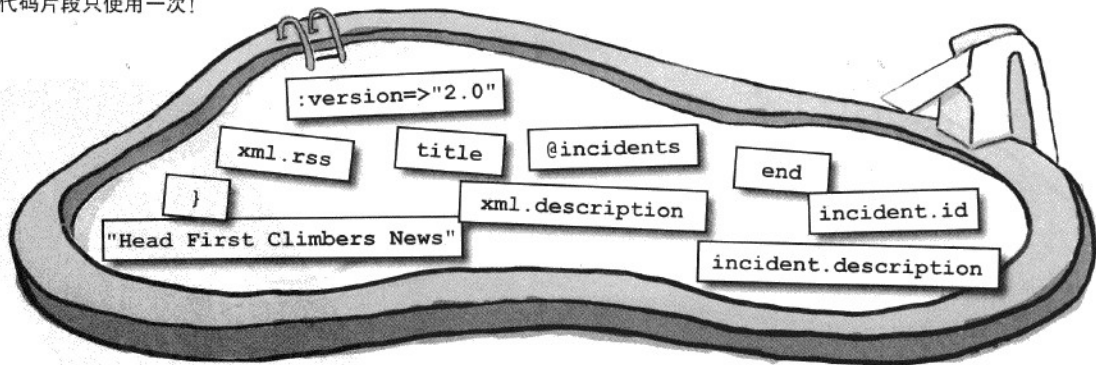 代码片段只使用一次！
:version=>"2.0"
xml.rss
title
@incidents
end
}
xml.description
incident.id
"Head First Climbers News"
incident.description